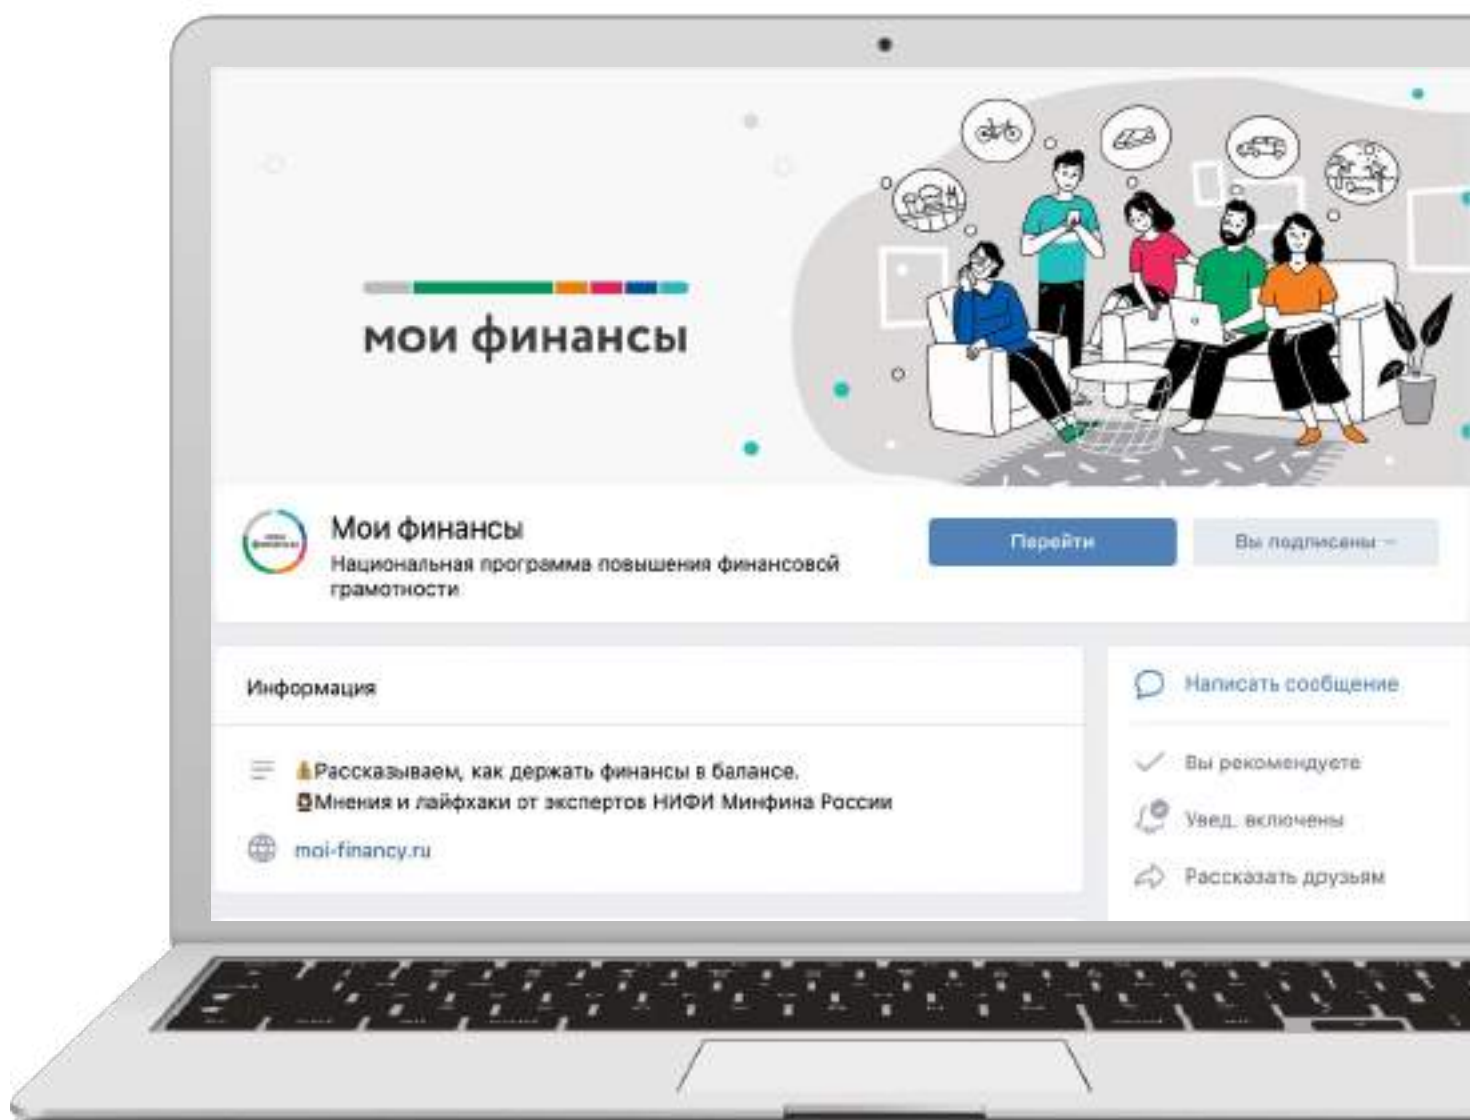 мои финансы
Мои финансы
Национальная программа повышения финансовой
грамотности
Перейти
Вы подписаны
Информация
Рассказываем, как держать финансы в балансе.
Мнения и лайфхаки от экспертов НИФИ Минфина России
moi-financy.ru
Написать сообщение
Вы рекомендуете
Увед. включены
Рассказать друзьям